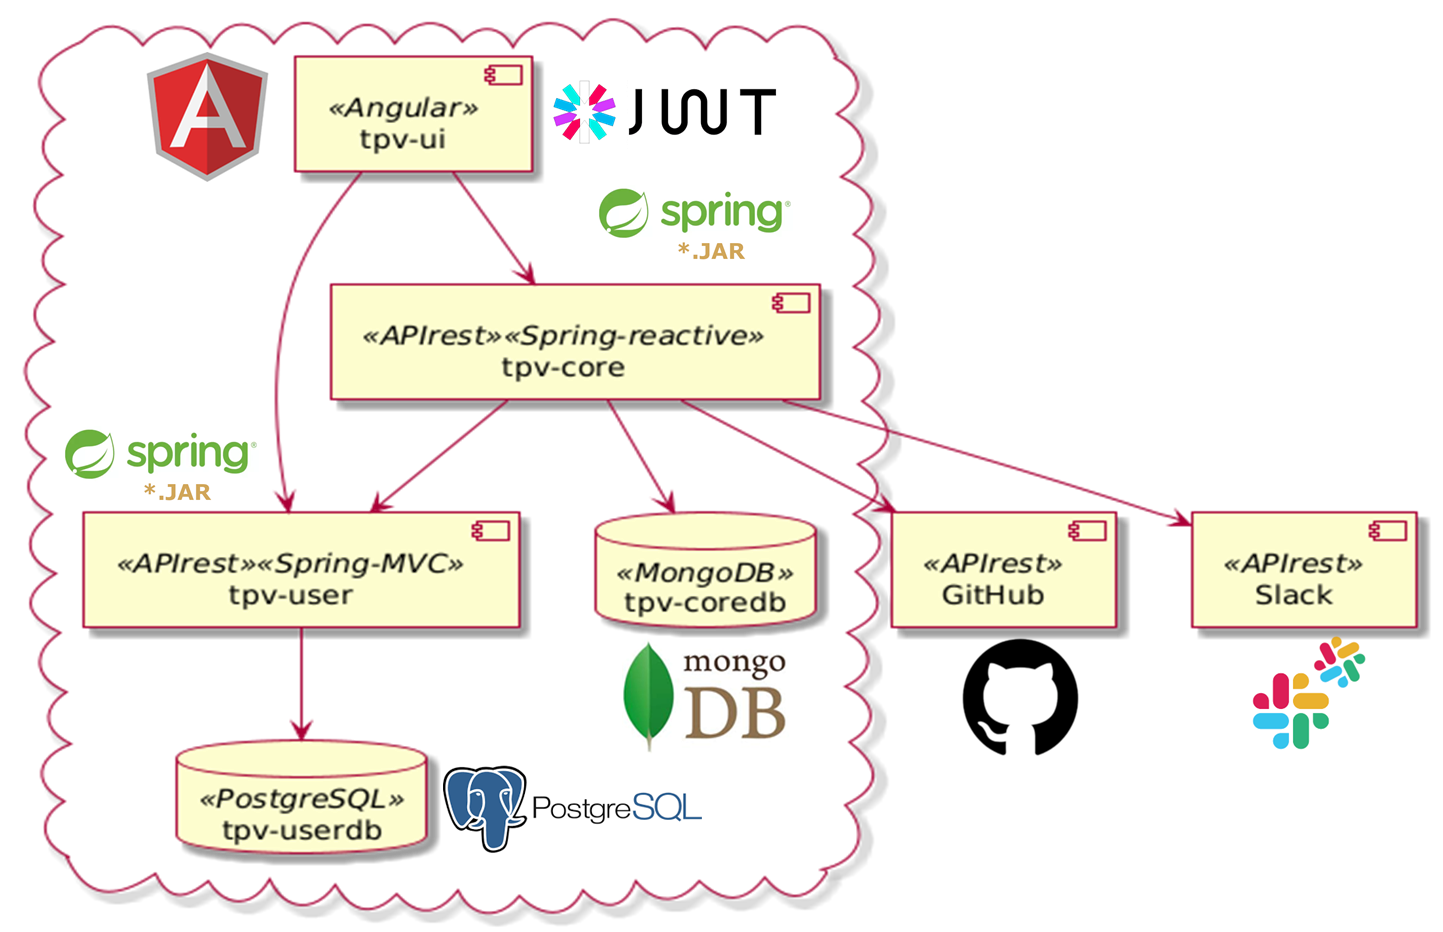 «Angular»
tpv-ui
JWT
spring®
*.JAR
«APIrest»«Spring-reactive»
tpv-core
spring®
*.JAR
«APIrest»«Spring-MVC»
tpv-user
«MongoDB»
tpv-coredb
«APIrest»
GitHub
«APIrest»
Slack
mongo
DB
«PostgreSQL»
tpv-userdb
PostgreSQL